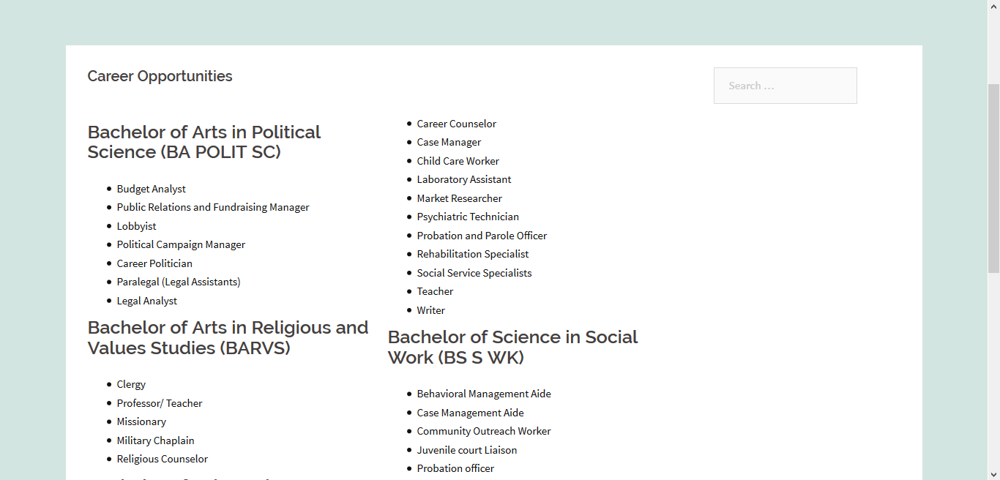 Career Opportunities
Search …
Bachelor of Arts in Political
Science (BA POLIT SC)
Budget Analyst
Public Relations and Fundraising Manager
Lobbyist
Political Campaign Manager
Career Politician
Paralegal (Legal Assistants)
Legal Analyst
Bachelor of Arts in Religious and
Values Studies (BARVS)
Clergy
Professor/ Teacher
Missionary
Military Chaplain
Religious Counselor
Career Counselor
Case Manager
Child Care Worker
Laboratory Assistant
Market Researcher
Psychiatric Technician
Probation and Parole Officer
Rehabilitation Specialist
Social Service Specialists
Teacher
Writer
Bachelor of Science in Social
Work (BS S WK)
Behavioral Management Aide
Case Management Aide
Community Outreach Worker
Juvenile court Liaison
Probation officer